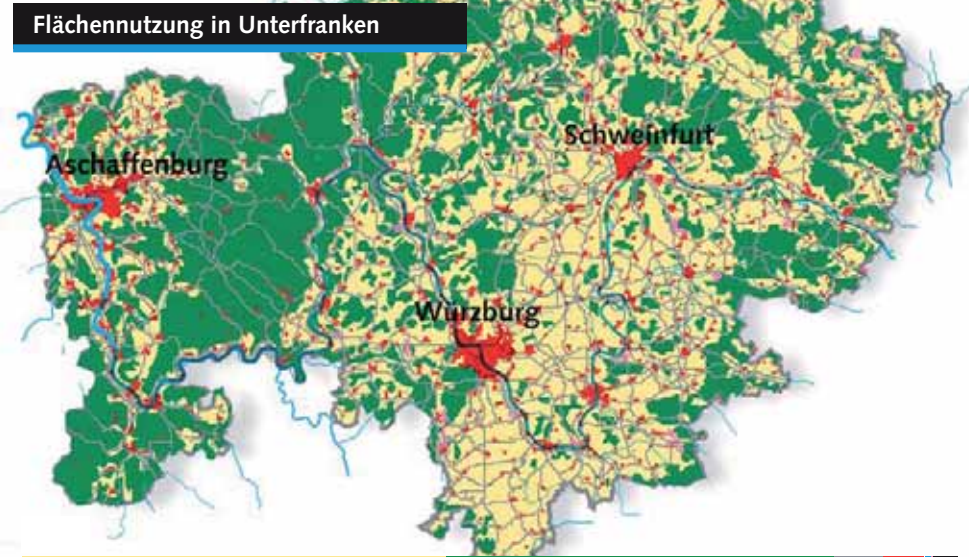 Flächennutzung in Unterfranken
Schweinfurt
Aschaffenburg
Würzburg